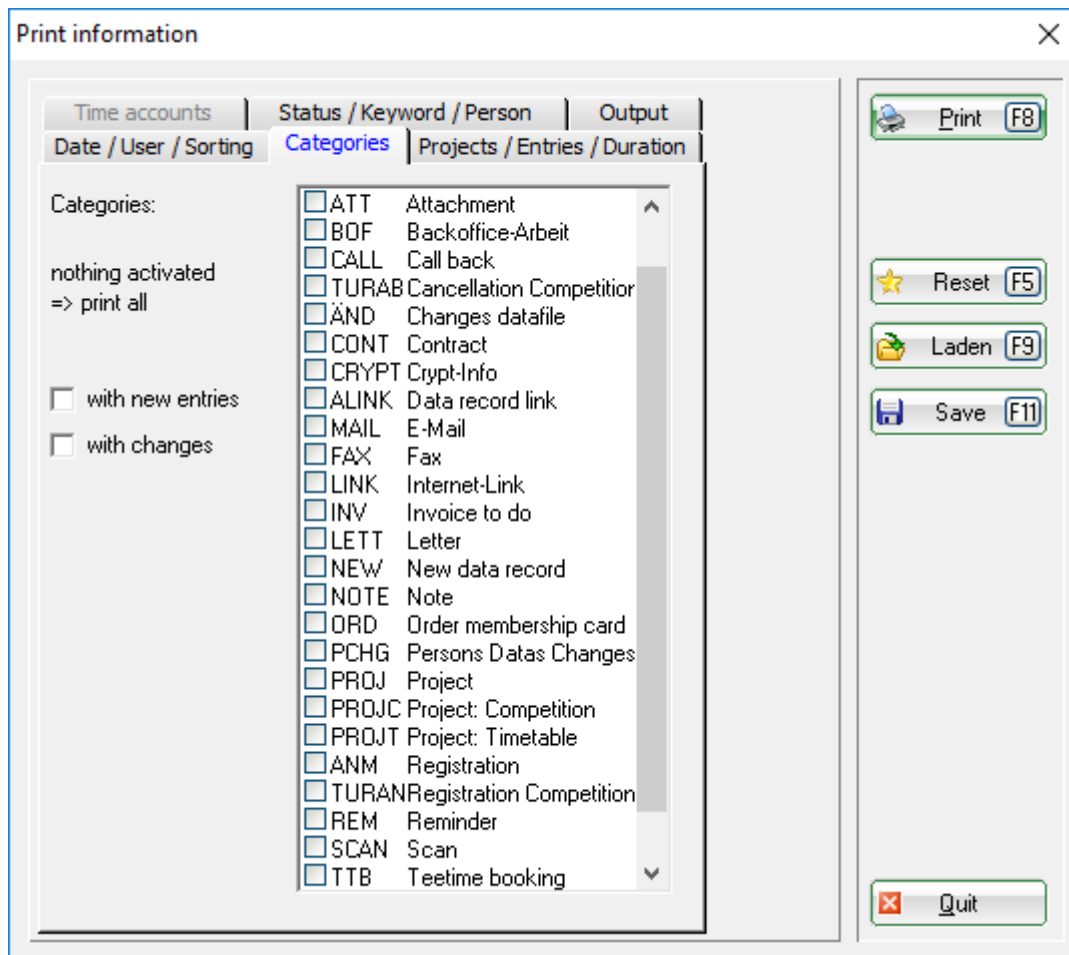 Print information
Time accounts
Status / Keyword / Person
Output
Date / User / Sorting
Categories
Projects / Entries / Duration
Categories:
nothing activated
=> print all
with new entries
with changes
ATT Attachment
BOF Backoffice-Arbeit
CALL Call back
TURAB Cancellation Competitior
ÄND Changes datafile
CONT Contract
CRYPT Crypt-Info
ALINK Data record link
MAIL E-Mail
FAX Fax
LINK Internet-Link
INV Invoice to do
LETT Letter
NEW New data record
NOTE Note
ORD Order membership card
PCHG Persons Datas Changes
PROJ Project
PROJC Project: Competition
PROJT Project: Timetable
ANM Registration
TURAN Registration Competition
REM Reminder
SCAN Scan
TTB Teetime booking
Print F8
Reset F5
Laden F9
Save F11
Quit